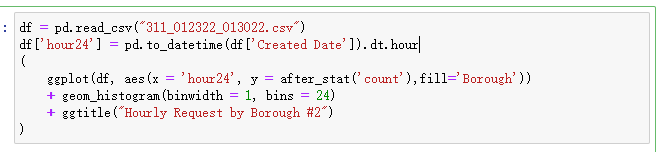 : df = pd.read_csv("311_012322_013022.csv")
df['hour24'] = pd.to_datetime(df['Created Date']).dt.hour
(
    ggplot(df, aes(x = 'hour24', y = after_stat('count'),fill='Borough'))
    + geom_histogram(binwidth = 1, bins = 24)
    + ggtitle("Hourly Request by Borough #2")
)